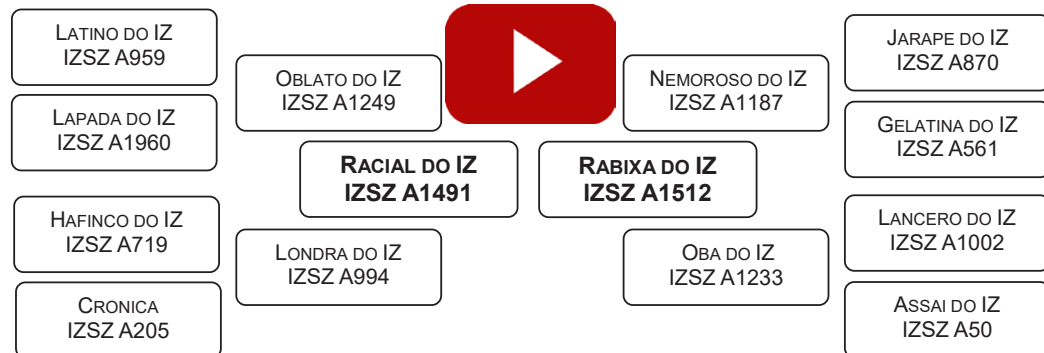 Latino do IZ
IZSZ A959
Lapada do IZ
IZSZ A1960
Hafinco do IZ
IZSZ A719
Cronica
IZSZ A205
Oblato do IZ
IZSZ A1249
Londra do IZ
IZSZ A994
Racial do IZ
IZSZ A1491
Rabixa do IZ
IZSZ A1512
Nemoroso do IZ
IZSZ A1187
Oba do IZ
IZSZ A1233
Jarape do IZ
IZSZ A870
Gelatina do IZ
IZSZ A561
Lancero do IZ
IZSZ A1002
Assai do IZ
IZSZ A50